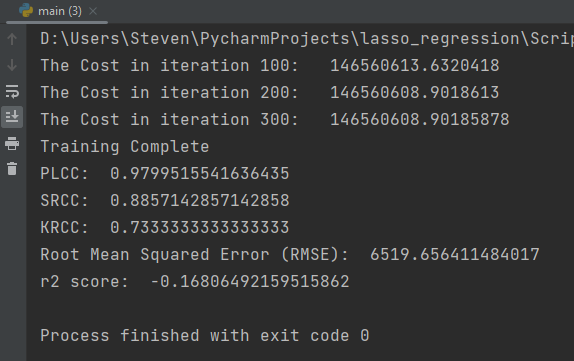 main (3)
D:\Users\Steven\PycharmProjects\lasso_regression\Scrip
The Cost in iteration 100:   146560613.6320418
The Cost in iteration 200:   146560608.9018613
The Cost in iteration 300:   146560608.90185878
Training Complete
PLCC:  0.9799515541636435
SRCC:  0.8857142857142858
KRCC:  0.7333333333333333
Root Mean Squared Error (RMSE):  6519.656411484017
r2 score:  -0.16806492159515862
Process finished with exit code 0